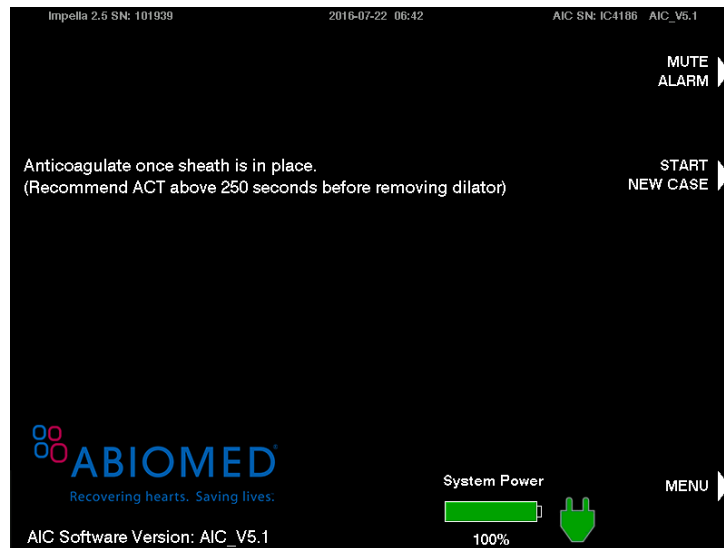 Impella 2.5 SN: 101939 2016-07-22 06:42 AIC SN: IC4186 AIC_V5.1
MUTE
ALARM
Anticoagulate once sheath is in place.
(Recommend ACT above 250 seconds before removing dilator)
START
NEW CASE
ABIOMED
Recovering hearts. Saving lives.
System Power
MENU
AIC Software Version: AIC_V5.1
100%